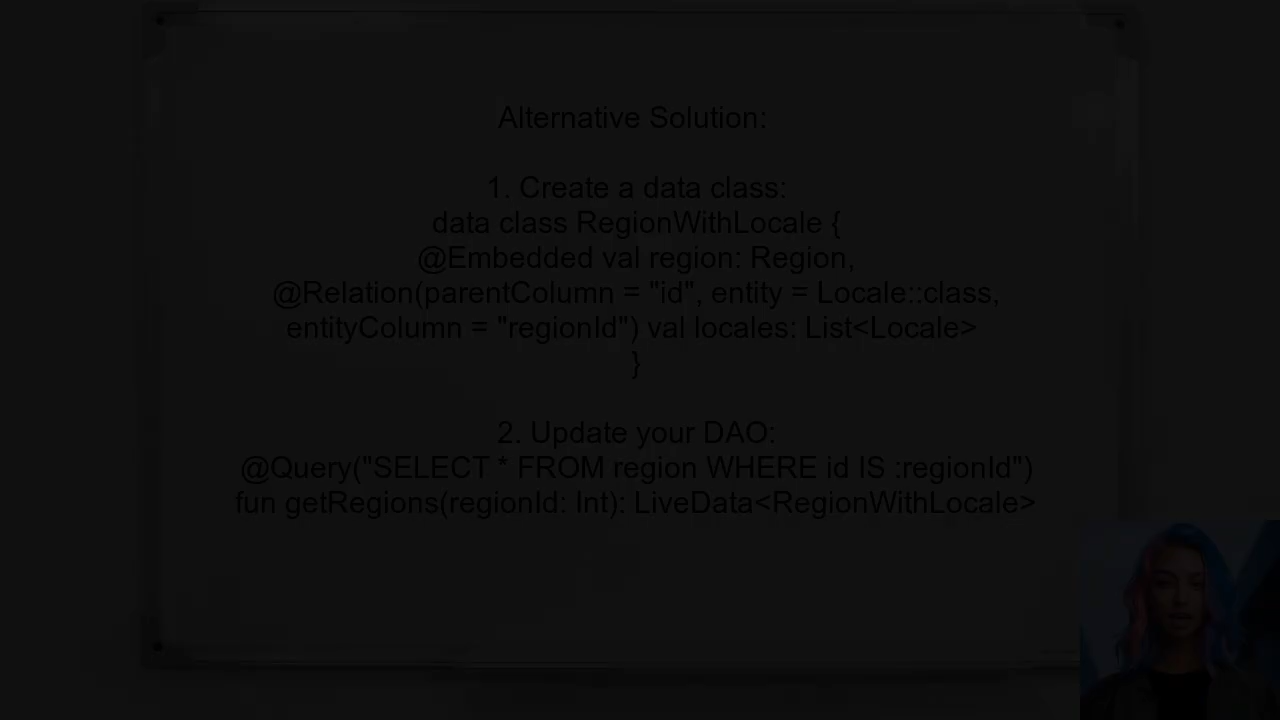 Alternative Solution:
1. Create a data class:
data class RegionWithLocale {
@Embedded val region: Region,
@Relation(parentColumn = "id", entity = Locale::class,
entityColumn = "regionId") val locales: List<Locale>
}
2. Update your DAO:
@Query("SELECT * FROM region WHERE id IS :regionId")
fun getRegions(regionId: Int): LiveData<RegionWithLocale>